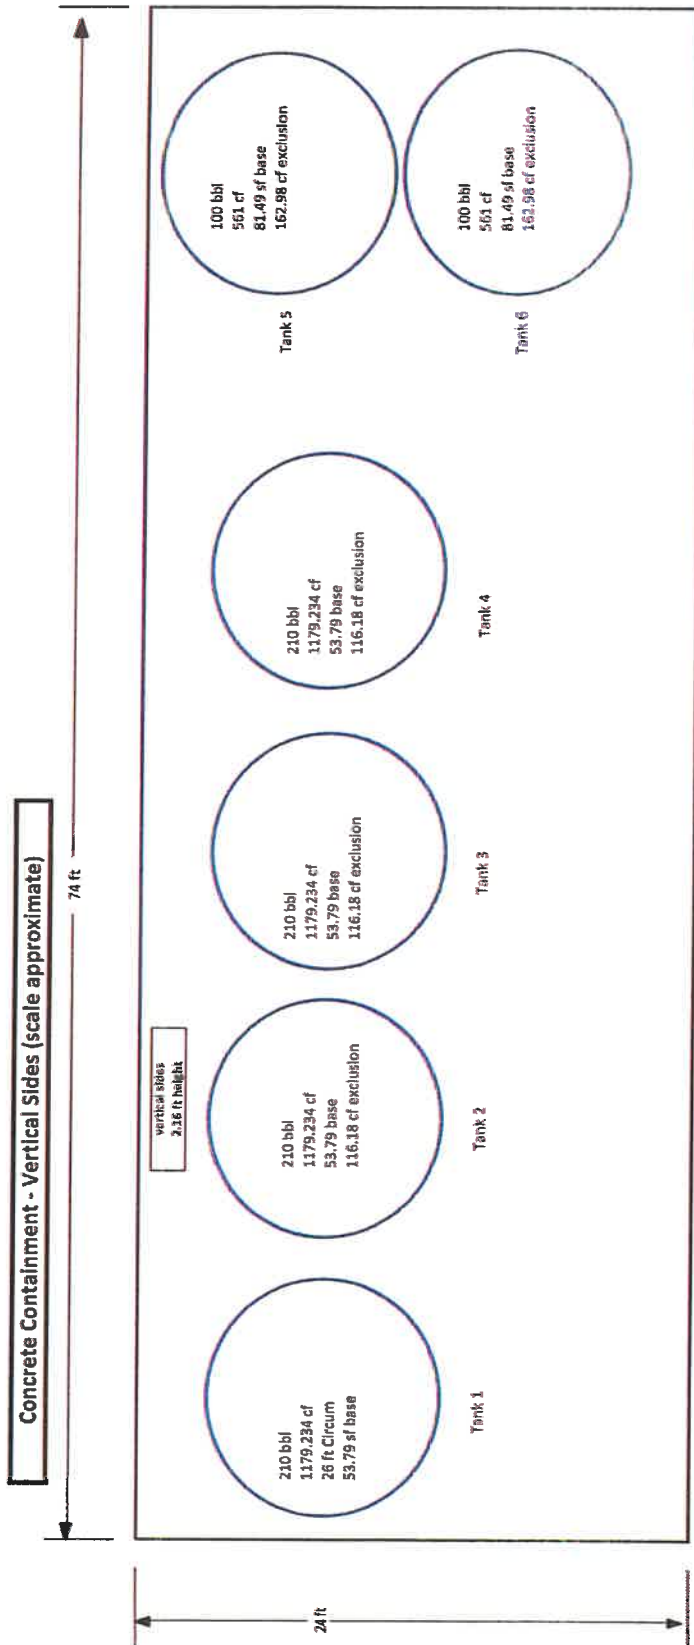 Concrete Containment - Vertical Sides (scale approximate)
74 ft
24 ft
vertical sides
2.16 ft height
210 bbl
1179.234 cf
26 ft Circum
53.79 sf base
Tank 1
210 bbl
1179.234 cf
53.79 base
116.18 cf exclusion
Tank 2
210 bbl
1179.234 cf
53.79 base
116.18 cf exclusion
Tank 3
210 bbl
1179.234 cf
53.79 base
116.18 cf exclusion
Tank 4
100 bbl
561 cf
81.49 sf base
162.98 cf exclusion
Tank 5
100 bbl
561 cf
81.49 sf base
162.98 cf exclusion
Tank 6